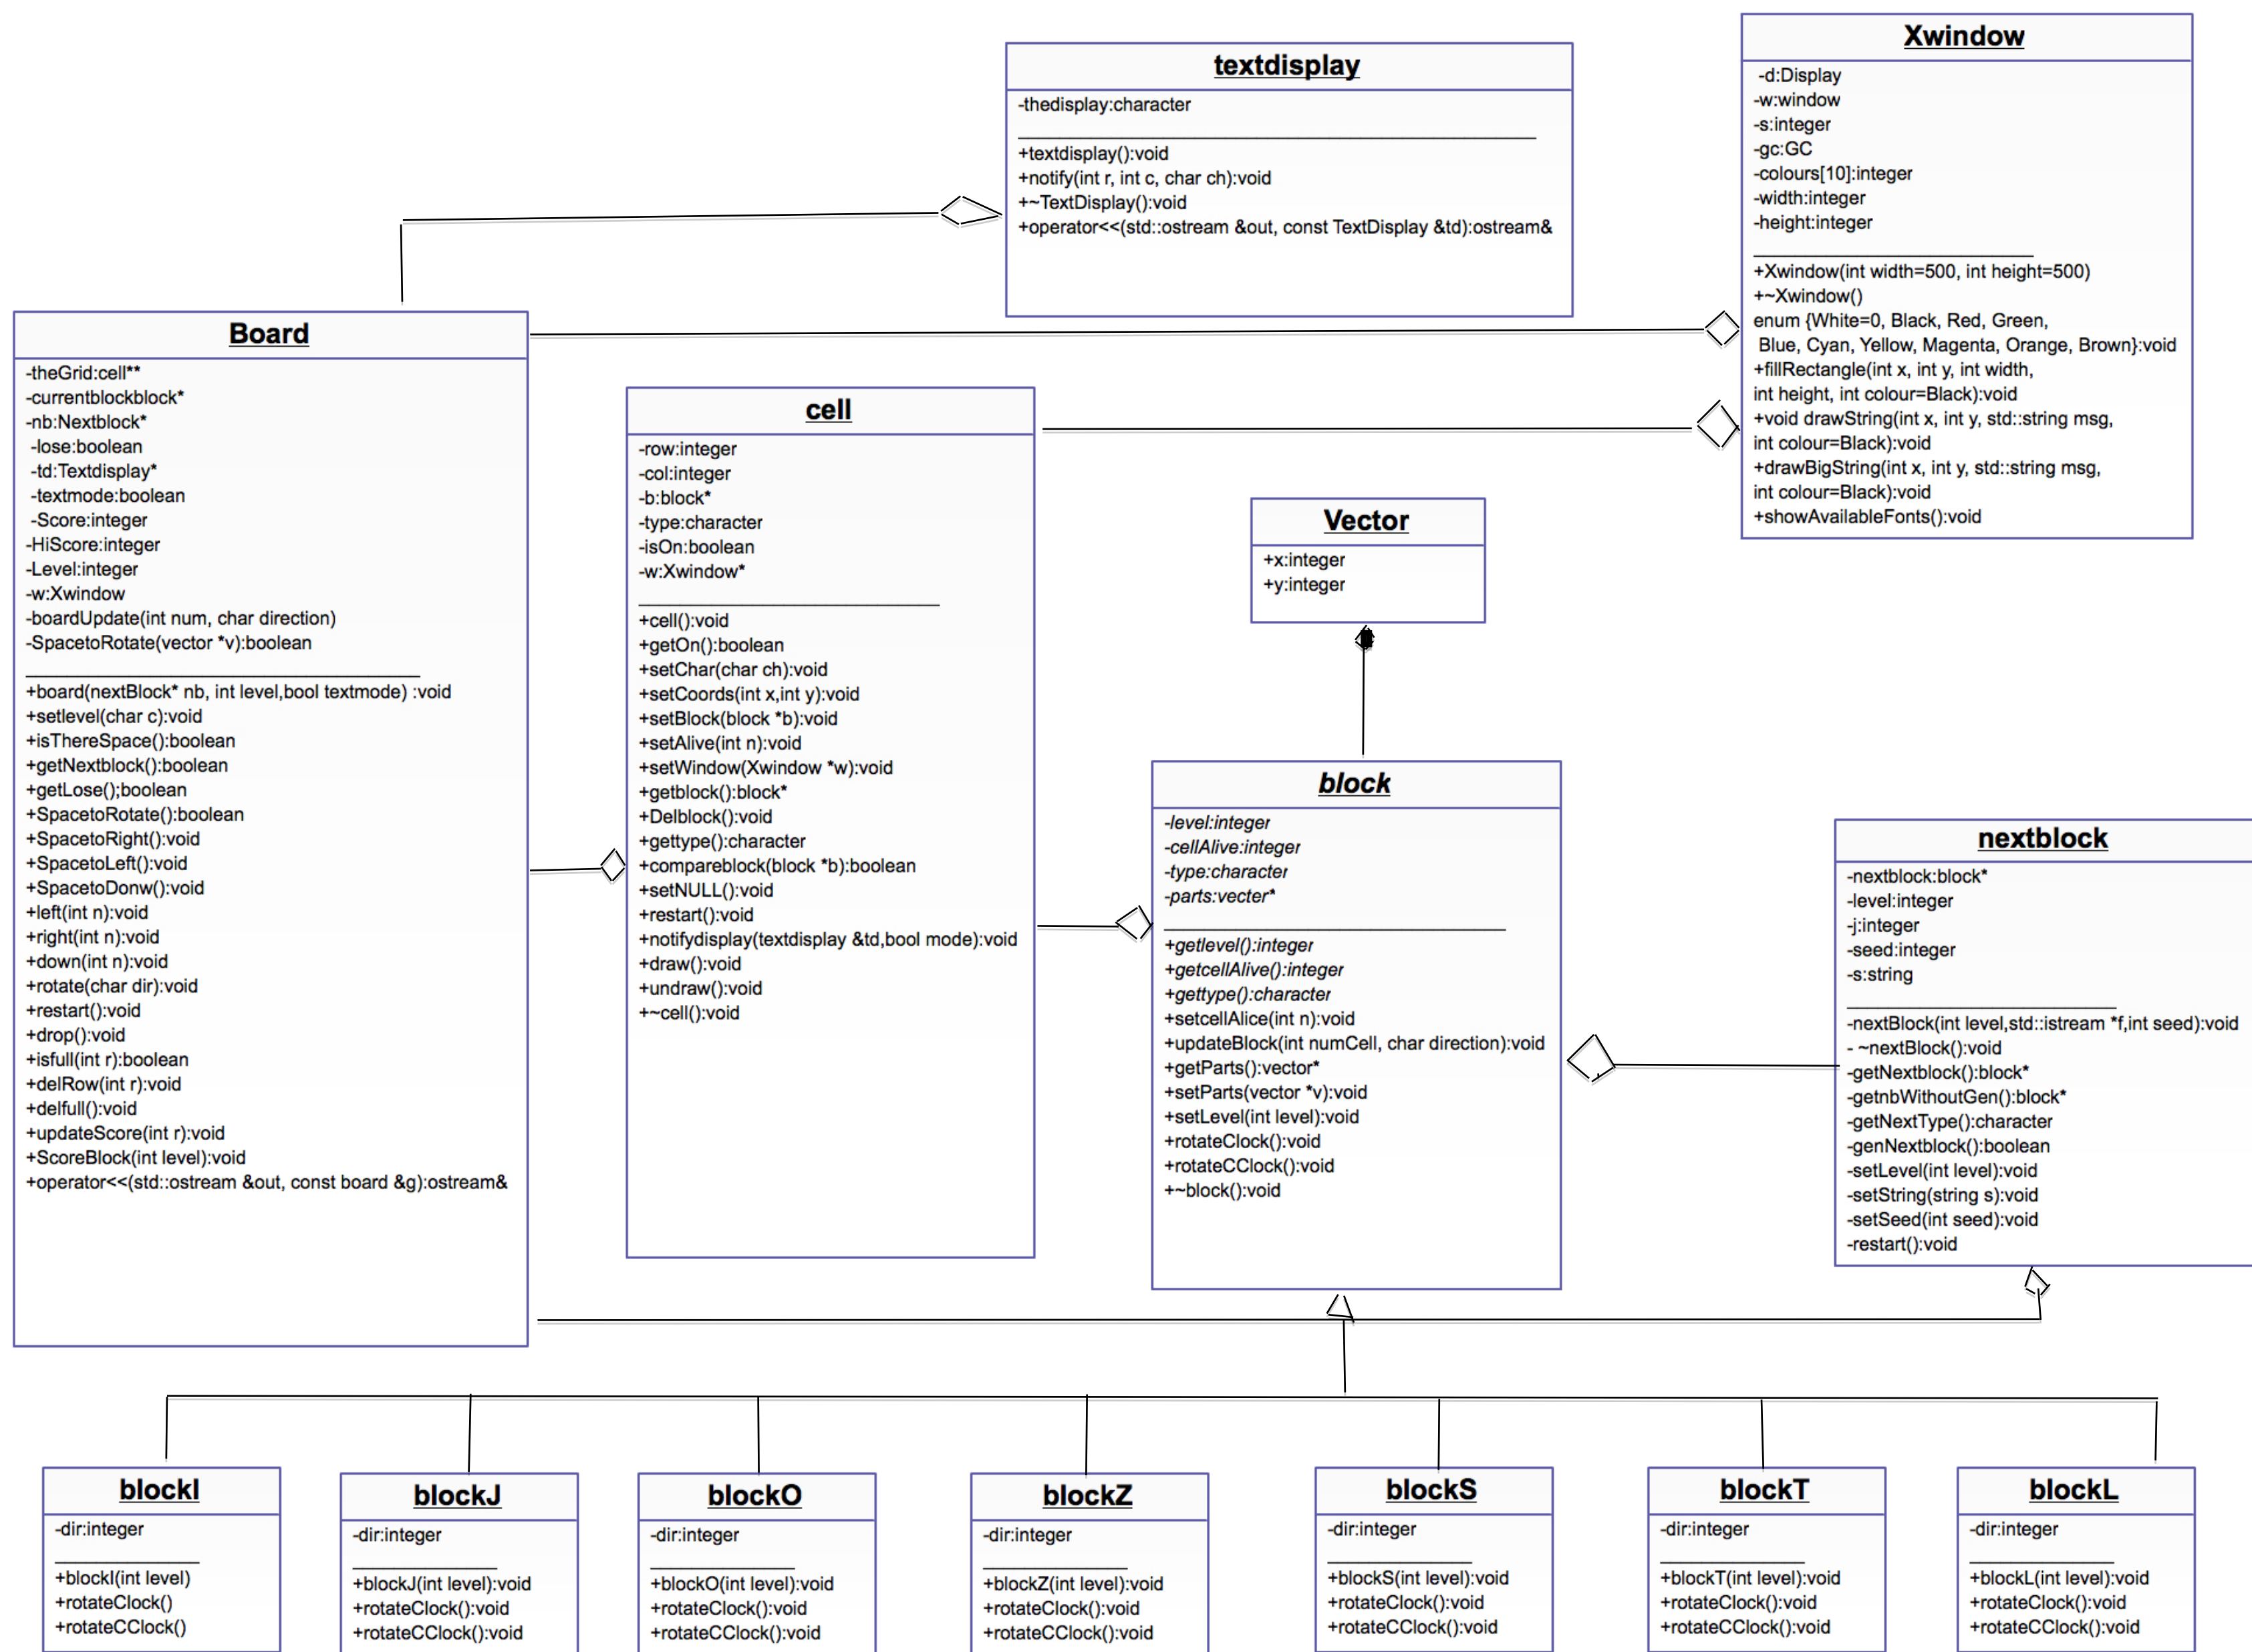 textdisplay
-thedisplay:character
+textdisplay():void
+notify(int r, int c, char ch):void
+~TextDisplay():void
+operator<<(std::ostream &out, const TextDisplay &td):ostream&
Xwindow
-d:Display
-w:window
-s:integer
-gc:GC
-colours[10]:integer
-width:integer
-height:integer
+Xwindow(int width=500, int height=500)
+~Xwindow()
enum {White=0, Black, Red, Green,
Blue, Cyan, Yellow, Magenta, Orange, Brown}:void
+fillRectangle(int x, int y, int width,
int height, int colour=Black):void
+void drawString(int x, int y, std::string msg,
int colour=Black):void
+drawBigString(int x, int y, std::string msg,
int colour=Black):void
+showAvailableFonts():void
Board
-theGrid:cell**
-currentblockblock*
-nb:Nextblock*
-lose:boolean
-td:Textdisplay*
-textmode:boolean
-Score:integer
-HiScore:integer
-Level:integer
-w:Xwindow
-boardUpdate(int num, char direction)
-SpacetoRotate(vector *v):boolean
+board(nextBlock* nb, int level,bool textmode) :void
+setlevel(char c):void
+isThereSpace():boolean
+getNextblock():boolean
+getLose();boolean
+SpacetoRotate():boolean
+SpacetoRight():void
+SpacetoLeft():void
+SpacetoDonw():void
+left(int n):void
+right(int n):void
+down(int n):void
+rotate(char dir):void
+restart():void
+drop():void
+isfull(int r):boolean
+delRow(int r):void
+delfull():void
+updateScore(int r):void
+ScoreBlock(int level):void
+operator<<(std::ostream &out, const board &g):ostream&
cell
-row:integer
-col:integer
-b:block*
-type:character
-isOn:boolean
-w:Xwindow*
+cell():void
+getOn():boolean
+setChar(char ch):void
+setCoords(int x,int y):void
+setBlock(block *b):void
+setAlive(int n):void
+setWindow(Xwindow *w):void
+getblock():block*
+Delblock():void
+gettype():character
+compareblock(block *b):boolean
+setNULL():void
+restart():void
+notifydisplay(textdisplay &td,bool mode):void
+draw():void
+undraw():void
+~cell():void
Vector
+x:integer
+y:integer
block
-level:integer
-cellAlive:integer
-type:character
-parts:vecter*
+getlevel():integer
+getcellAlive():integer
+gettype():character
+setcellAlice(int n):void
+updateBlock(int numCell, char direction):void
+getParts():vector*
+setParts(vector *v):void
+setLevel(int level):void
+rotateClock():void
+rotateCClock():void
+~block():void
nextblock
-nextblock:block*
-level:integer
-j:integer
-seed:integer
-s:string
-nextBlock(int level,std::istream *f,int seed):void
- ~nextBlock():void
-getNextblock():block*
-getnbWithoutGen():block*
-getNextType():character
-genNextblock():boolean
-setLevel(int level):void
-setString(string s):void
-setSeed(int seed):void
-restart():void
blockI
-dir:integer
+blockI(int level)
+rotateClock()
+rotateCClock()
blockJ
-dir:integer
+blockJ(int level):void
+rotateClock():void
+rotateCClock():void
blockO
-dir:integer
+blockO(int level):void
+rotateClock():void
+rotateCClock():void
blockZ
-dir:integer
+blockZ(int level):void
+rotateClock():void
+rotateCClock():void
blockS
-dir:integer
+blockS(int level):void
+rotateClock():void
+rotateCClock():void
blockT
-dir:integer
+blockT(int level):void
+rotateClock():void
+rotateCClock():void
blockL
-dir:integer
+blockL(int level):void
+rotateClock():void
+rotateCClock():void